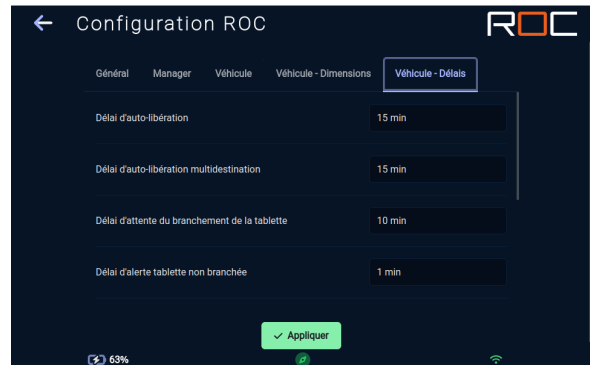 Configuration ROC
ROC
Général Manager Véhicule Véhicule - Dimensions Véhicule - Délais
Délai d'auto-libération 15 min
Délai d'auto-libération multidestination 15 min
Délai d'attente du branchement de la tablette 10 min
Délai d'alerte tablette non branchée 1 min
Appliquer
63%